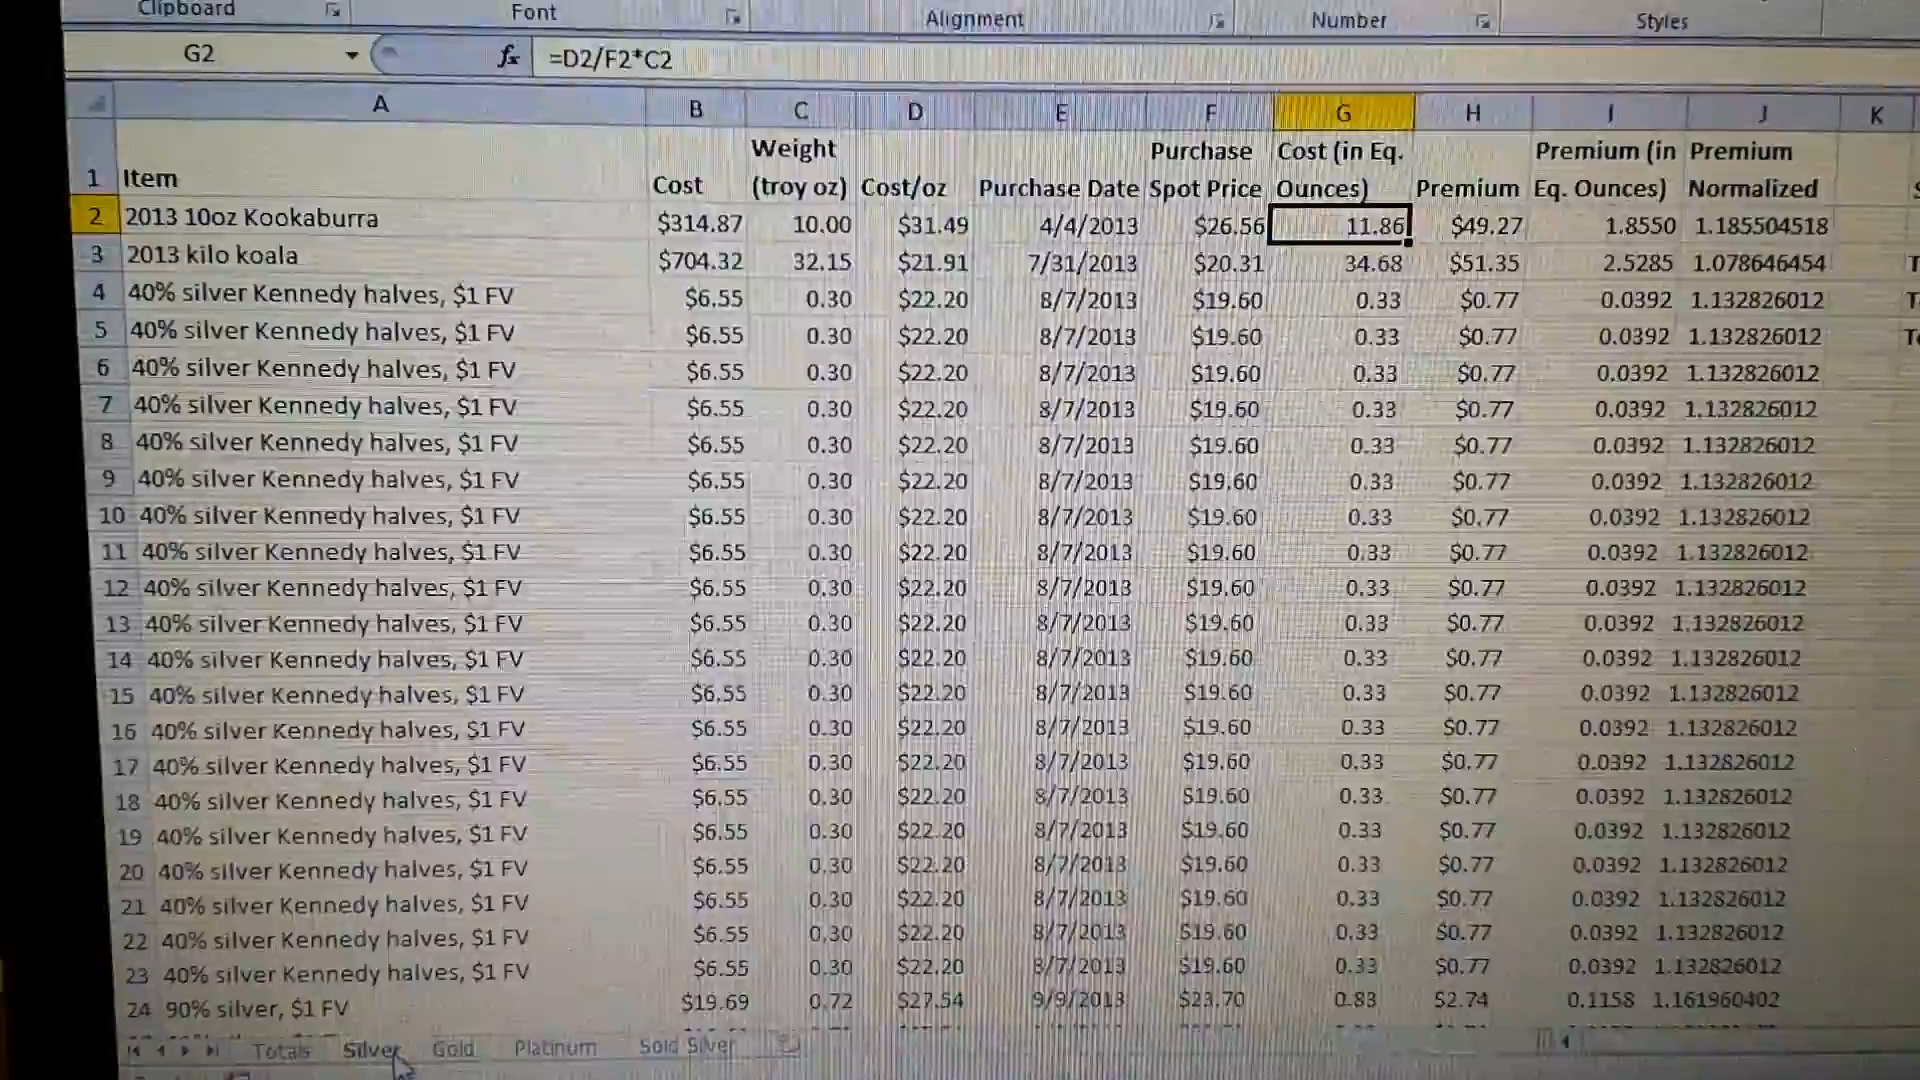 Clipboard Font Alignment Number Styles
G2 fx =D2/F2*C2
A B C D E F G H I J K
Weight Purchase Cost (in Eq. Premium (in Premium
1 Item Cost (troy oz) Cost/oz Purchase Date Spot Price Ounces) Premium Eq. Ounces) Normalized
2 2013 10oz Kookaburra $314.87 10.00 $31.49 4/4/2013 $26.56 11.86 $49.27 1.8550 1.185504518
3 2013 kilo koala $704.32 32.15 $21.91 7/31/2013 $20.31 34.68 $51.35 2.5285 1.078646454
4 40% silver Kennedy halves, $1 FV $6.55 0.30 $22.20 8/7/2013 $19.60 0.33 $0.77 0.0392 1.132826012
5 40% silver Kennedy halves, $1 FV $6.55 0.30 $22.20 8/7/2013 $19.60 0.33 $0.77 0.0392 1.132826012
6 40% silver Kennedy halves, $1 FV $6.55 0.30 $22.20 8/7/2013 $19.60 0.33 $0.77 0.0392 1.132826012
7 40% silver Kennedy halves, $1 FV $6.55 0.30 $22.20 8/7/2013 $19.60 0.33 $0.77 0.0392 1.132826012
8 40% silver Kennedy halves, $1 FV $6.55 0.30 $22.20 8/7/2013 $19.60 0.33 $0.77 0.0392 1.132826012
9 40% silver Kennedy halves, $1 FV $6.55 0.30 $22.20 8/7/2013 $19.60 0.33 $0.77 0.0392 1.132826012
10 40% silver Kennedy halves, $1 FV $6.55 0.30 $22.20 8/7/2013 $19.60 0.33 $0.77 0.0392 1.132826012
11 40% silver Kennedy halves, $1 FV $6.55 0.30 $22.20 8/7/2013 $19.60 0.33 $0.77 0.0392 1.132826012
12 40% silver Kennedy halves, $1 FV $6.55 0.30 $22.20 8/7/2013 $19.60 0.33 $0.77 0.0392 1.132826012
13 40% silver Kennedy halves, $1 FV $6.55 0.30 $22.20 8/7/2013 $19.60 0.33 $0.77 0.0392 1.132826012
14 40% silver Kennedy halves, $1 FV $6.55 0.30 $22.20 8/7/2013 $19.60 0.33 $0.77 0.0392 1.132826012
15 40% silver Kennedy halves, $1 FV $6.55 0.30 $22.20 8/7/2013 $19.60 0.33 $0.77 0.0392 1.132826012
16 40% silver Kennedy halves, $1 FV $6.55 0.30 $22.20 8/7/2013 $19.60 0.33 $0.77 0.0392 1.132826012
17 40% silver Kennedy halves, $1 FV $6.55 0.30 $22.20 8/7/2013 $19.60 0.33 $0.77 0.0392 1.132826012
18 40% silver Kennedy halves, $1 FV $6.55 0.30 $22.20 8/7/2013 $19.60 0.33 $0.77 0.0392 1.132826012
19 40% silver Kennedy halves, $1 FV $6.55 0.30 $22.20 8/7/2013 $19.60 0.33 $0.77 0.0392 1.132826012
20 40% silver Kennedy halves, $1 FV $6.55 0.30 $22.20 8/7/2013 $19.60 0.33 $0.77 0.0392 1.132826012
21 40% silver Kennedy halves, $1 FV $6.55 0.30 $22.20 8/7/2013 $19.60 0.33 $0.77 0.0392 1.132826012
22 40% silver Kennedy halves, $1 FV $6.55 0.30 $22.20 8/7/2013 $19.60 0.33 $0.77 0.0392 1.132826012
23 40% silver Kennedy halves, $1 FV $6.55 0.30 $22.20 8/7/2013 $19.60 0.33 $0.77 0.0392 1.132826012
24 90% silver, $1 FV $19.69 0.72 $27.54 9/9/2013 $23.70 0.83 $2.74 0.1158 1.161960402
Totals Silver Gold Platinum Sold Silver